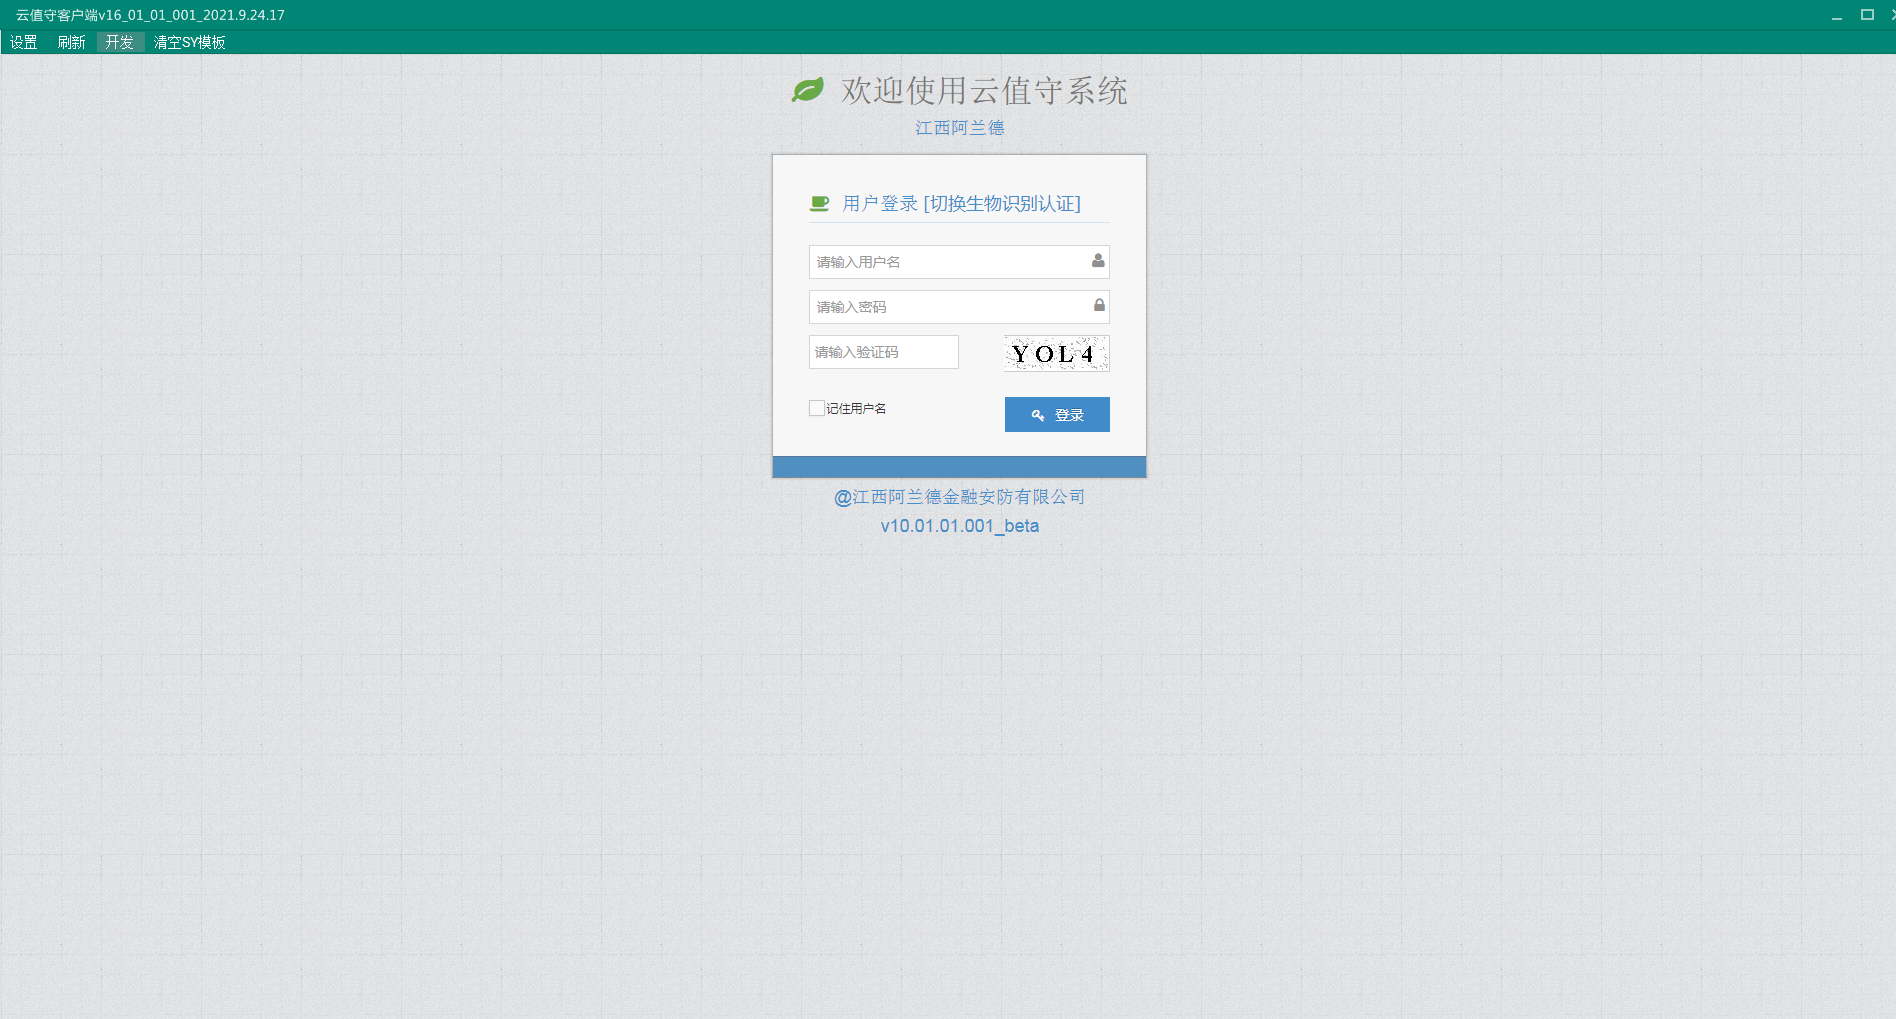 云值守客户端v16_01_01_001_2021.9.24.17
设置 刷新 开发 清空SY模板
欢迎使用云值守系统
江西阿兰德
用户登录 [切换生物识别认证]
请输入用户名
请输入密码
请输入验证码 YOL4
记住用户名 登录
@江西阿兰德金融安防有限公司
v10.01.01.001_beta